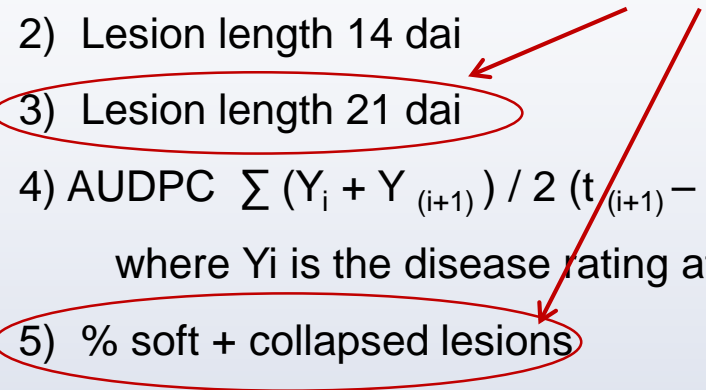 2) Lesion length 14 dai
3) Lesion length 21 dai
4) AUDPC ∑ (Yᵢ + Y ₍ᵢ₊₁₎ ) / 2 (t ₍ᵢ₊₁₎ –
where Yi is the disease rating
5) % soft + collapsed lesions